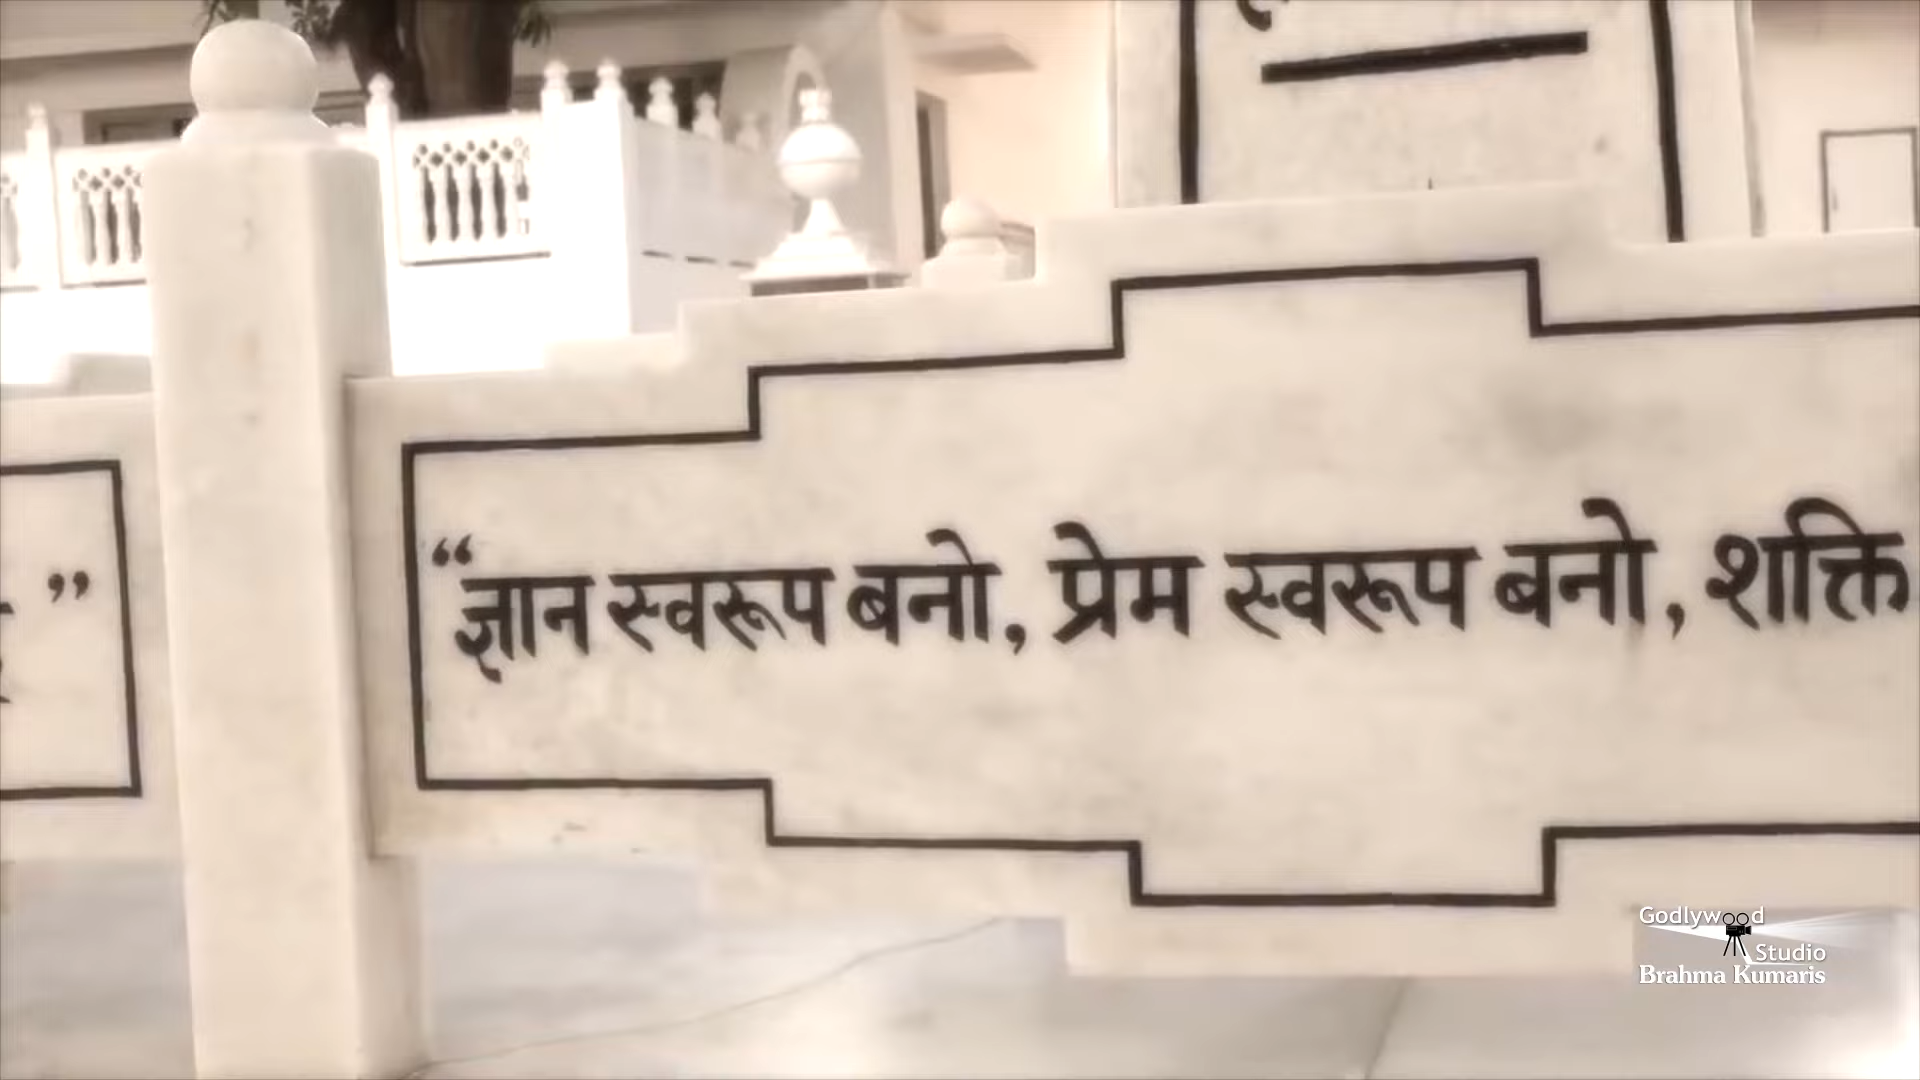 “ज्ञान स्वरूप बनो, प्रेम स्वरूप बनो, शक्ति
”
Godlywood
Studio
Brahma Kumaris